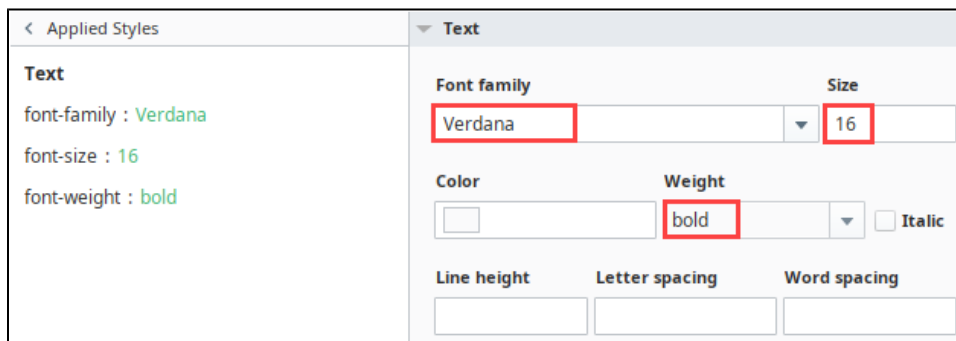 Applied Styles
Text
font-family : Verdana
font-size : 16
font-weight : bold
Text
Font family Size
Verdana 16
Color Weight
bold Italic
Line height Letter spacing Word spacing